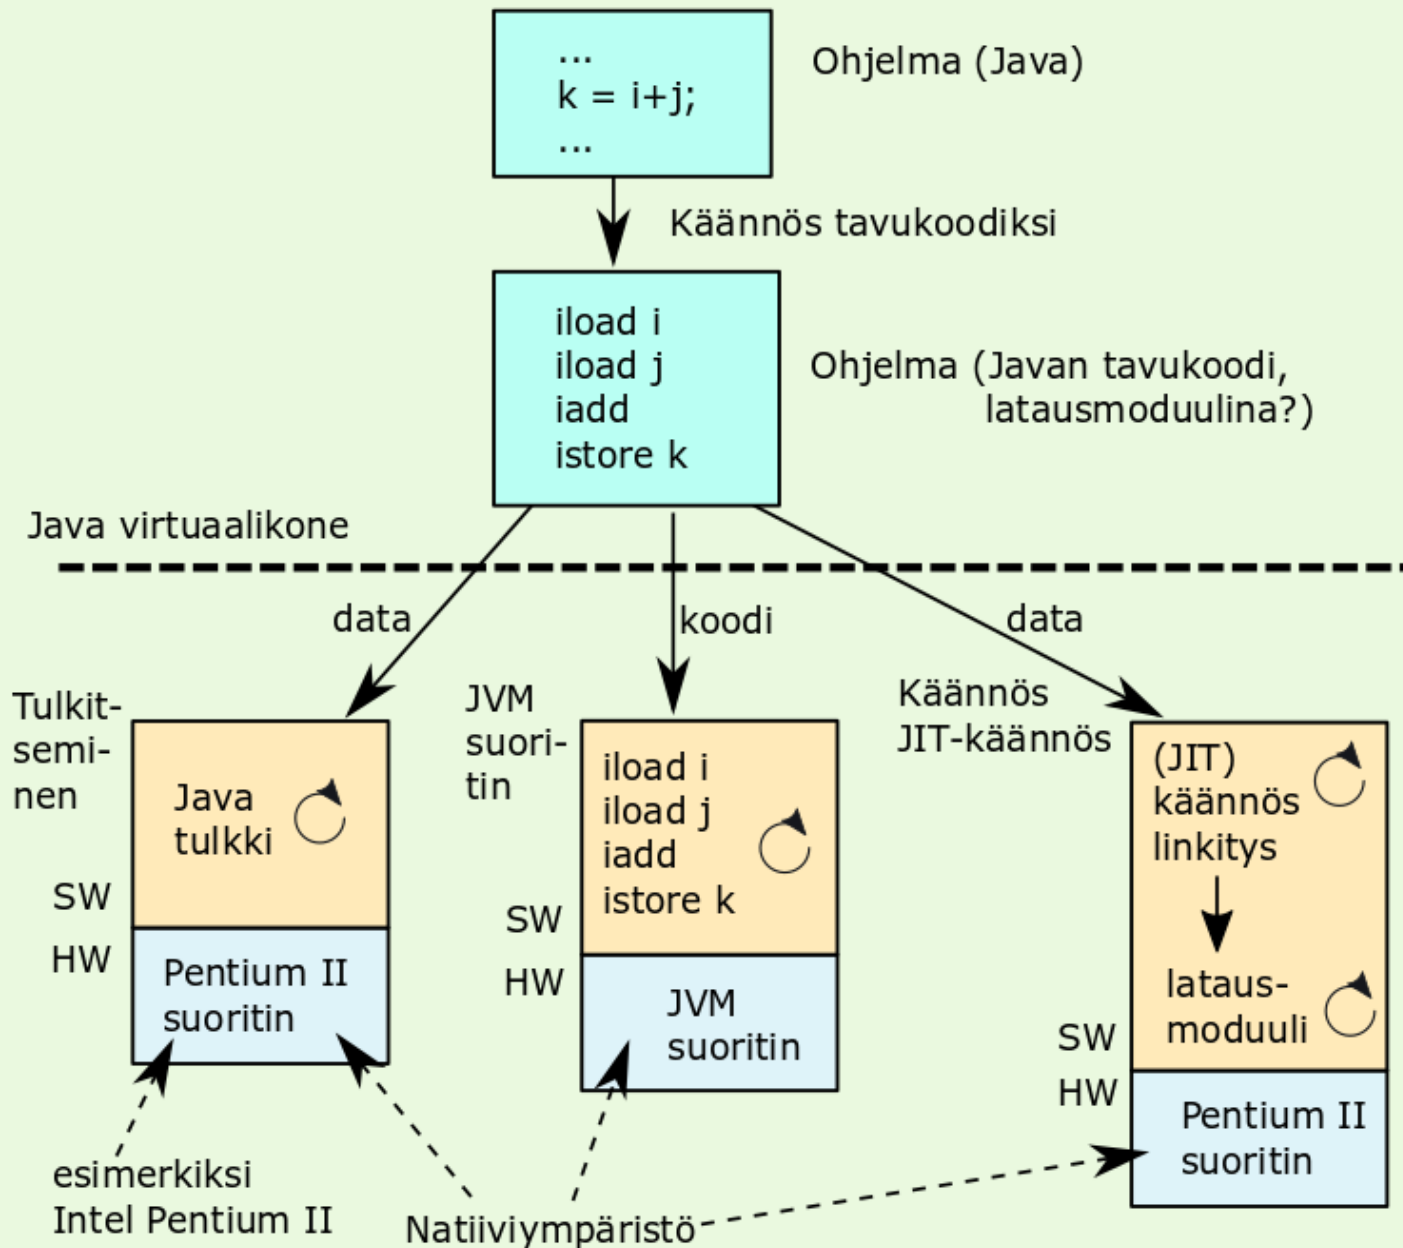 ...
k = i+j;
...
Ohjelma (Java)
Käännös tavukoodiksi
iload i
iload j
iadd
istore k
Ohjelma (Javan tavukoodi,
latausmoduulina?)
Java virtuaalikone
data
koodi
data
Tulkit-
semi-
nen
Java
tulkki
SW
HW
Pentium II
suoritin
JVM
suori-
tin
iload i
iload j
iadd
istore k
SW
HW
JVM
suoritin
Käännös
JIT-käännös
(JIT)
käännös
linkitys
lataus-
moduuli
SW
HW
Pentium II
suoritin
esimerkiksi
Intel Pentium II
Natiiviympäristö